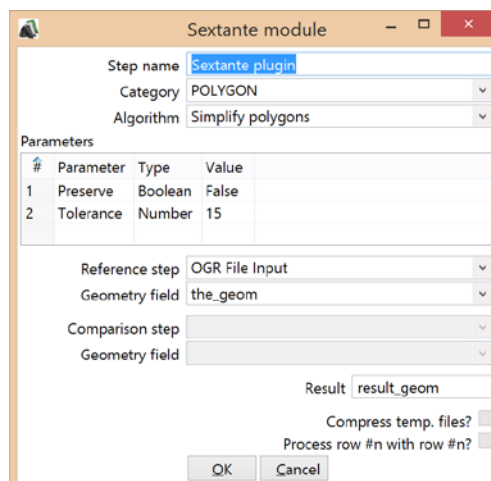 Sextante module
Step name Sextante plugin
Category POLYGON
Algorithm Simplify polygons
Parameters
# Parameter Type Value
1 Preserve Boolean False
2 Tolerance Number 15
Reference step OGR File Input
Geometry field the_geom
Comparison step
Geometry field
Result result_geom
Compress temp. files?
Process row #n with row #n?
OK Cancel